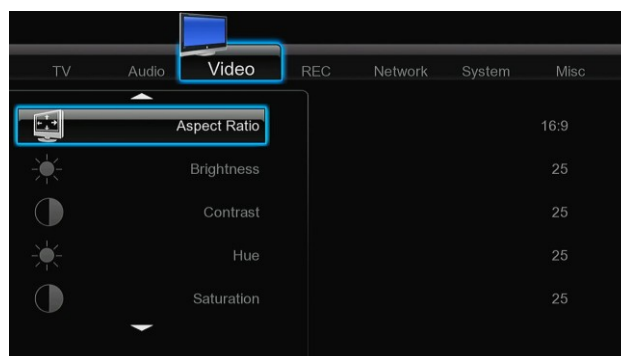 TV Audio Video REC Network System Misc
Aspect Ratio 16:9
Brightness 25
Contrast 25
Hue 25
Saturation 25